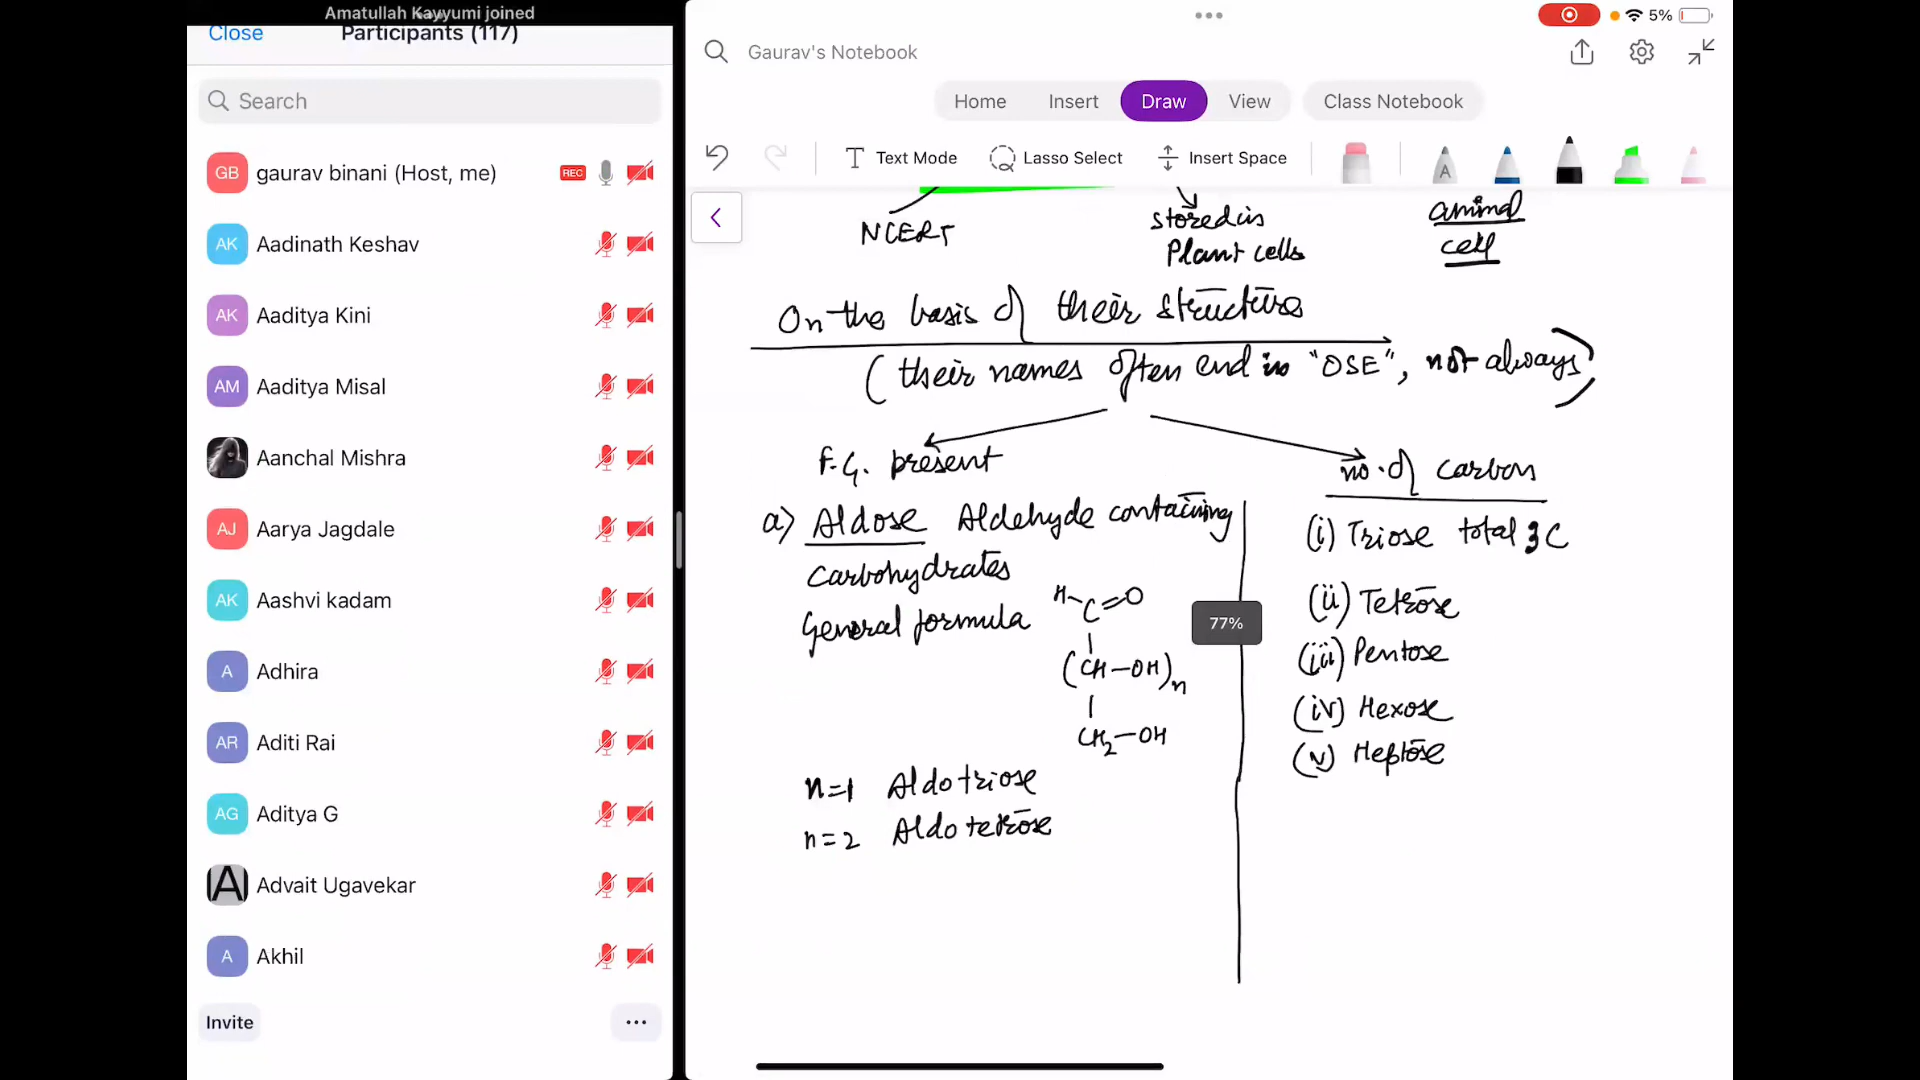 Amatullah Kayyumi joined
Close
Participants (117)
Search
GB
gaurav binani (Host, me)
REC
AK
Aadinath Keshav
AK
Aaditya Kini
AM
Aaditya Misal
Aanchal Mishra
AJ
Aarya Jagdale
AK
Aashvi kadam
A
Adhira
AR
Aditi Rai
AG
Aditya G
A
Advait Ugavekar
A
Akhil
Invite
5%
Gaurav's Notebook
Home
Insert
Draw
View
Class Notebook
Text Mode
Lasso Select
Insert Space
A
NCERT
stored in
Plant cells
animal
cell
On the basis of their structure
(their names often end in "OSE", not always)
F.G. present
a) Aldose Aldehyde containing
Carbohydrates
General formula
H-C=O
(CH-OH)n
CH2-OH
n=1 Aldotriose
n=2 Aldotetrose
77%
no. of carbon
(i) Triose total 3C
(ii) Tetrose
(iii) Pentose
(iv) Hexose
(v) Heptose